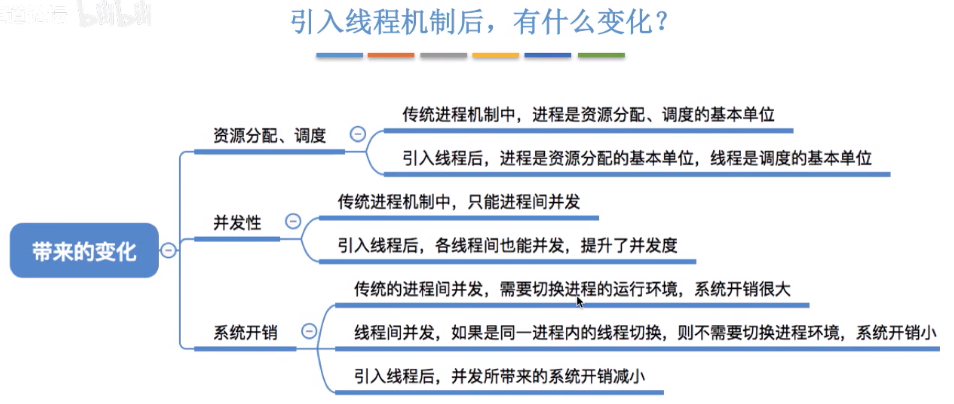 引入线程机制后，有什么变化？
传统进程机制中，进程是资源分配、调度的基本单位
资源分配、调度
引入线程后，进程是资源分配的基本单位，线程是调度的基本单位
传统进程机制中，只能进程间并发
并发性
引入线程后，各线程间也能并发，提升了并发度
带来的变化
传统的进程间并发，需要切换进程的运行环境，系统开销很大
系统开销
线程间并发，如果是同一进程内的线程切换，则不需要切换进程环境，系统开销小
引入线程后，并发所带来的系统开销减小